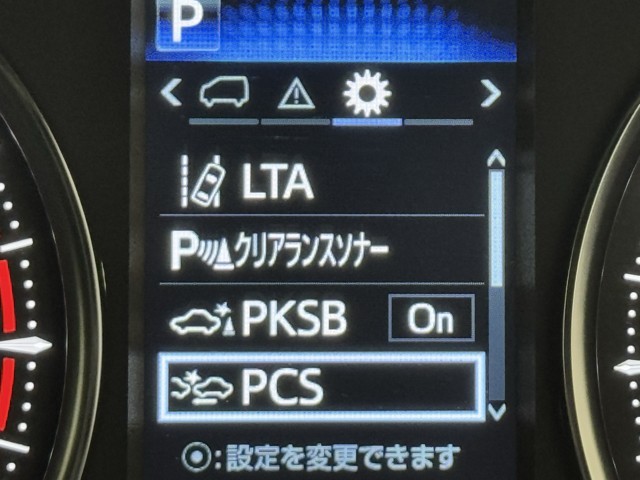 P
LTA
Pクリアランスソナー
PKSB On
PCS
:設定を変更できます